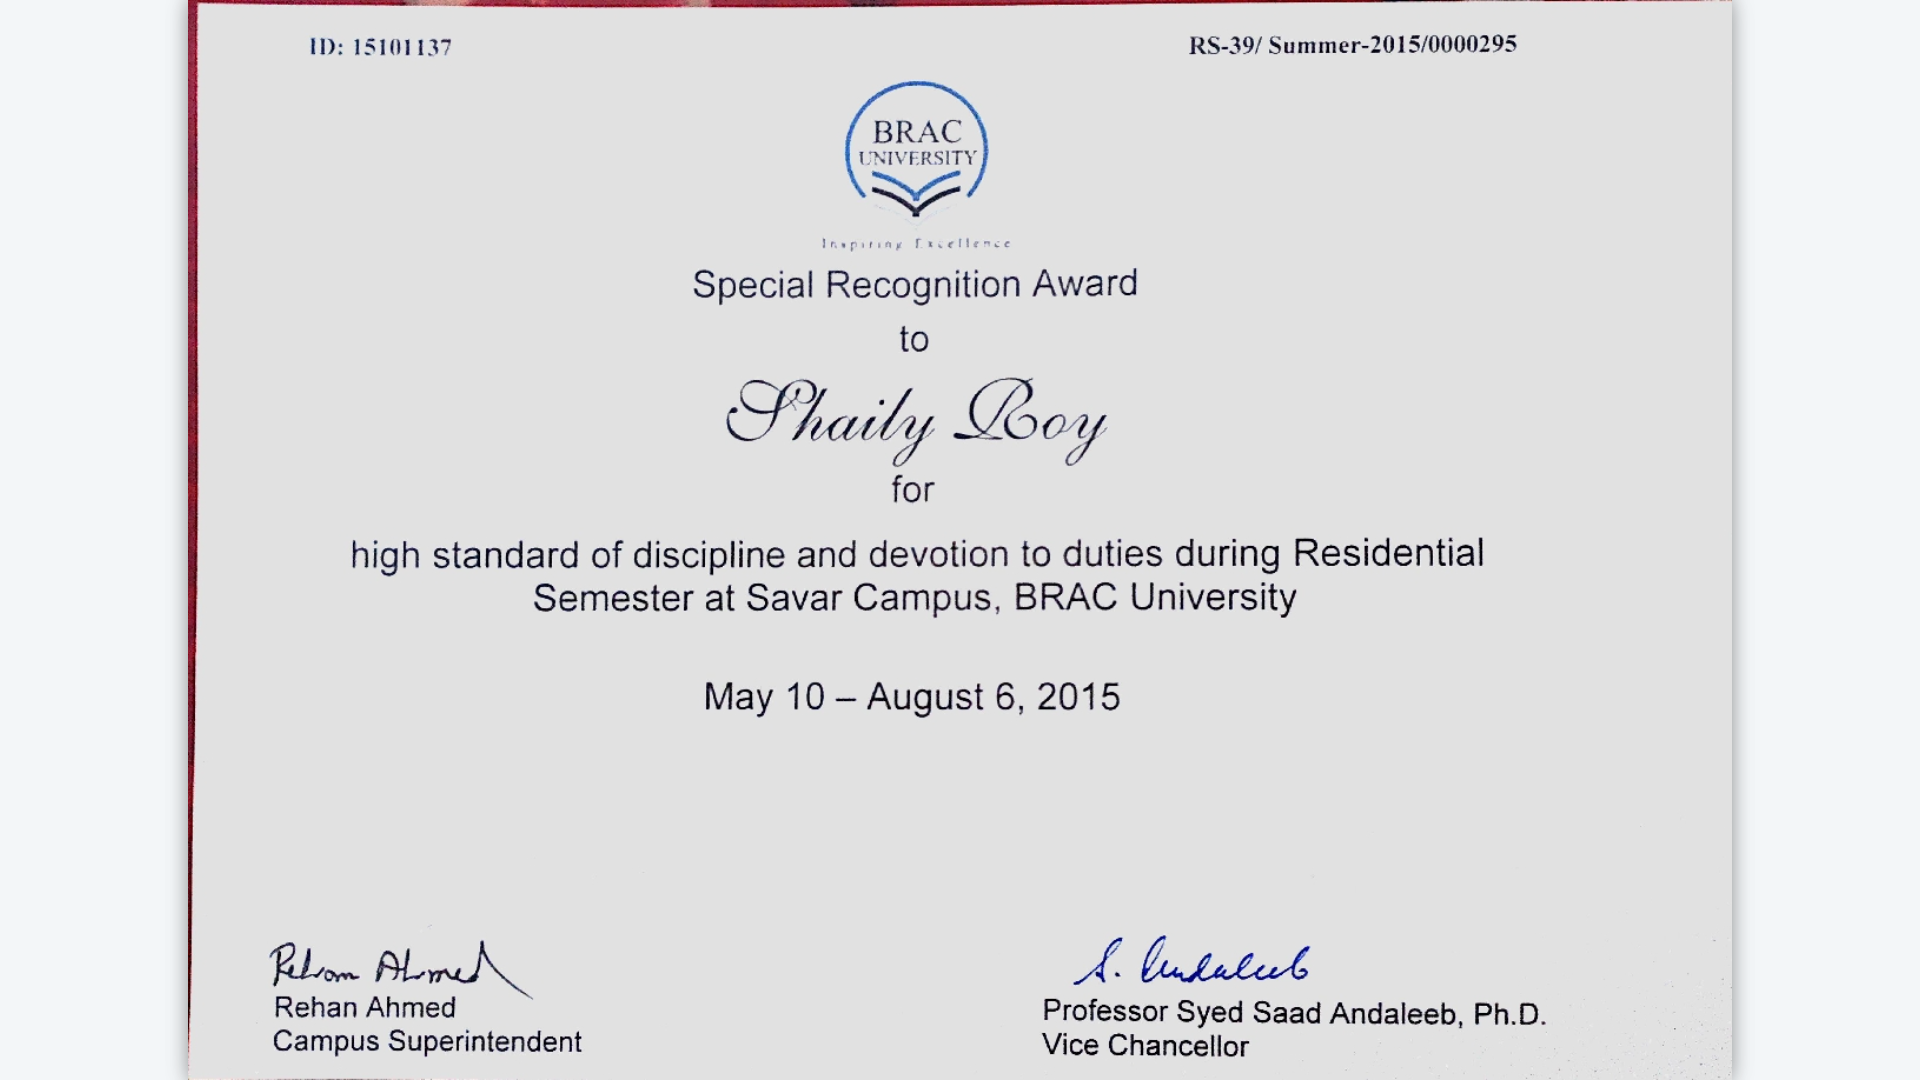 ID: 15101137
RS-39/ Summer-2015/0000295
BRAC
UNIVERSITY
Inspiring Excellence
Special Recognition Award
to
Shaily Roy
for
high standard of discipline and devotion to duties during Residential
Semester at Savar Campus, BRAC University
May 10 – August 6, 2015
Rehan Ahmed
Rehan Ahmed
Campus Superintendent
S. Andaleeb
Professor Syed Saad Andaleeb, Ph.D.
Vice Chancellor